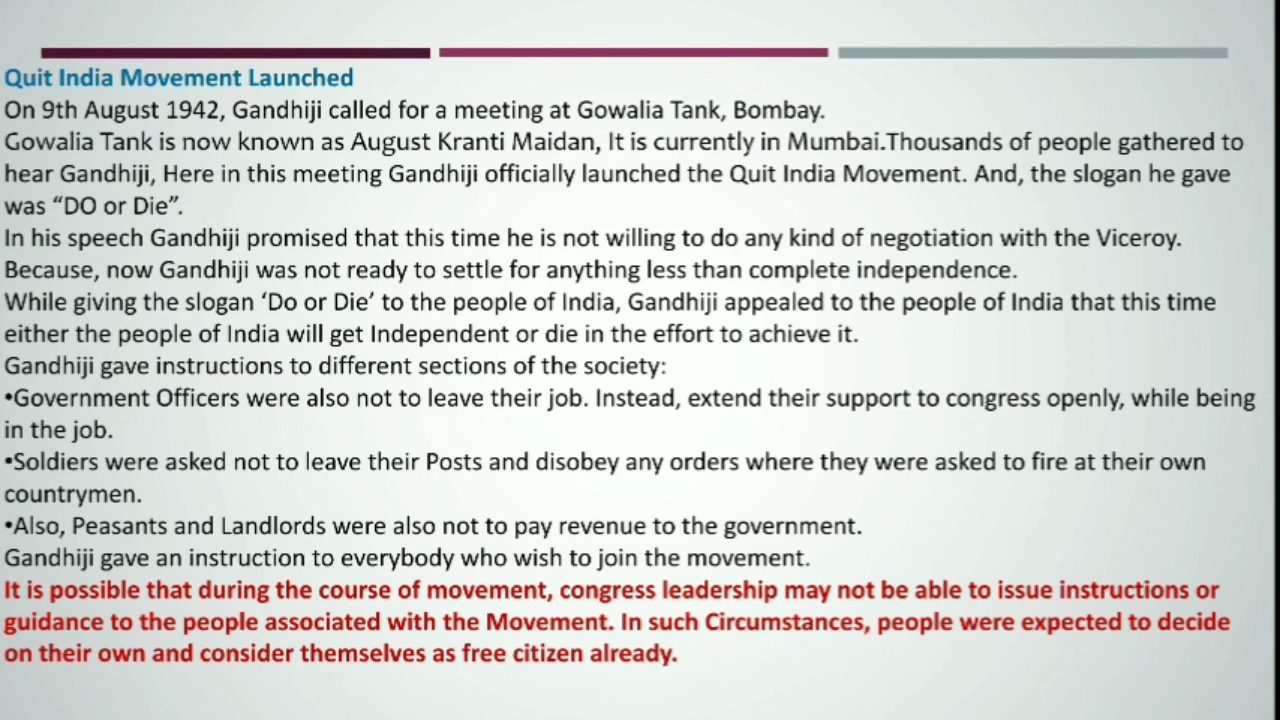 Quit India Movement Launched
On 9th August 1942, Gandhiji called for a meeting at Gowalia Tank, Bombay.
Gowalia Tank is now known as August Kranti Maidan, It is currently in Mumbai.Thousands of people gathered to
hear Gandhiji, Here in this meeting Gandhiji officially launched the Quit India Movement. And, the slogan he gave
was “DO or Die”.
In his speech Gandhiji promised that this time he is not willing to do any kind of negotiation with the Viceroy.
Because, now Gandhiji was not ready to settle for anything less than complete independence.
While giving the slogan ‘Do or Die’ to the people of India, Gandhiji appealed to the people of India that this time
either the people of India will get Independent or die in the effort to achieve it.
Gandhiji gave instructions to different sections of the society:
•Government Officers were also not to leave their job. Instead, extend their support to congress openly, while being
in the job.
•Soldiers were asked not to leave their Posts and disobey any orders where they were asked to fire at their own
countrymen.
•Also, Peasants and Landlords were also not to pay revenue to the government.
Gandhiji gave an instruction to everybody who wish to join the movement.
It is possible that during the course of movement, congress leadership may not be able to issue instructions or
guidance to the people associated with the Movement. In such Circumstances, people were expected to decide
on their own and consider themselves as free citizen already.